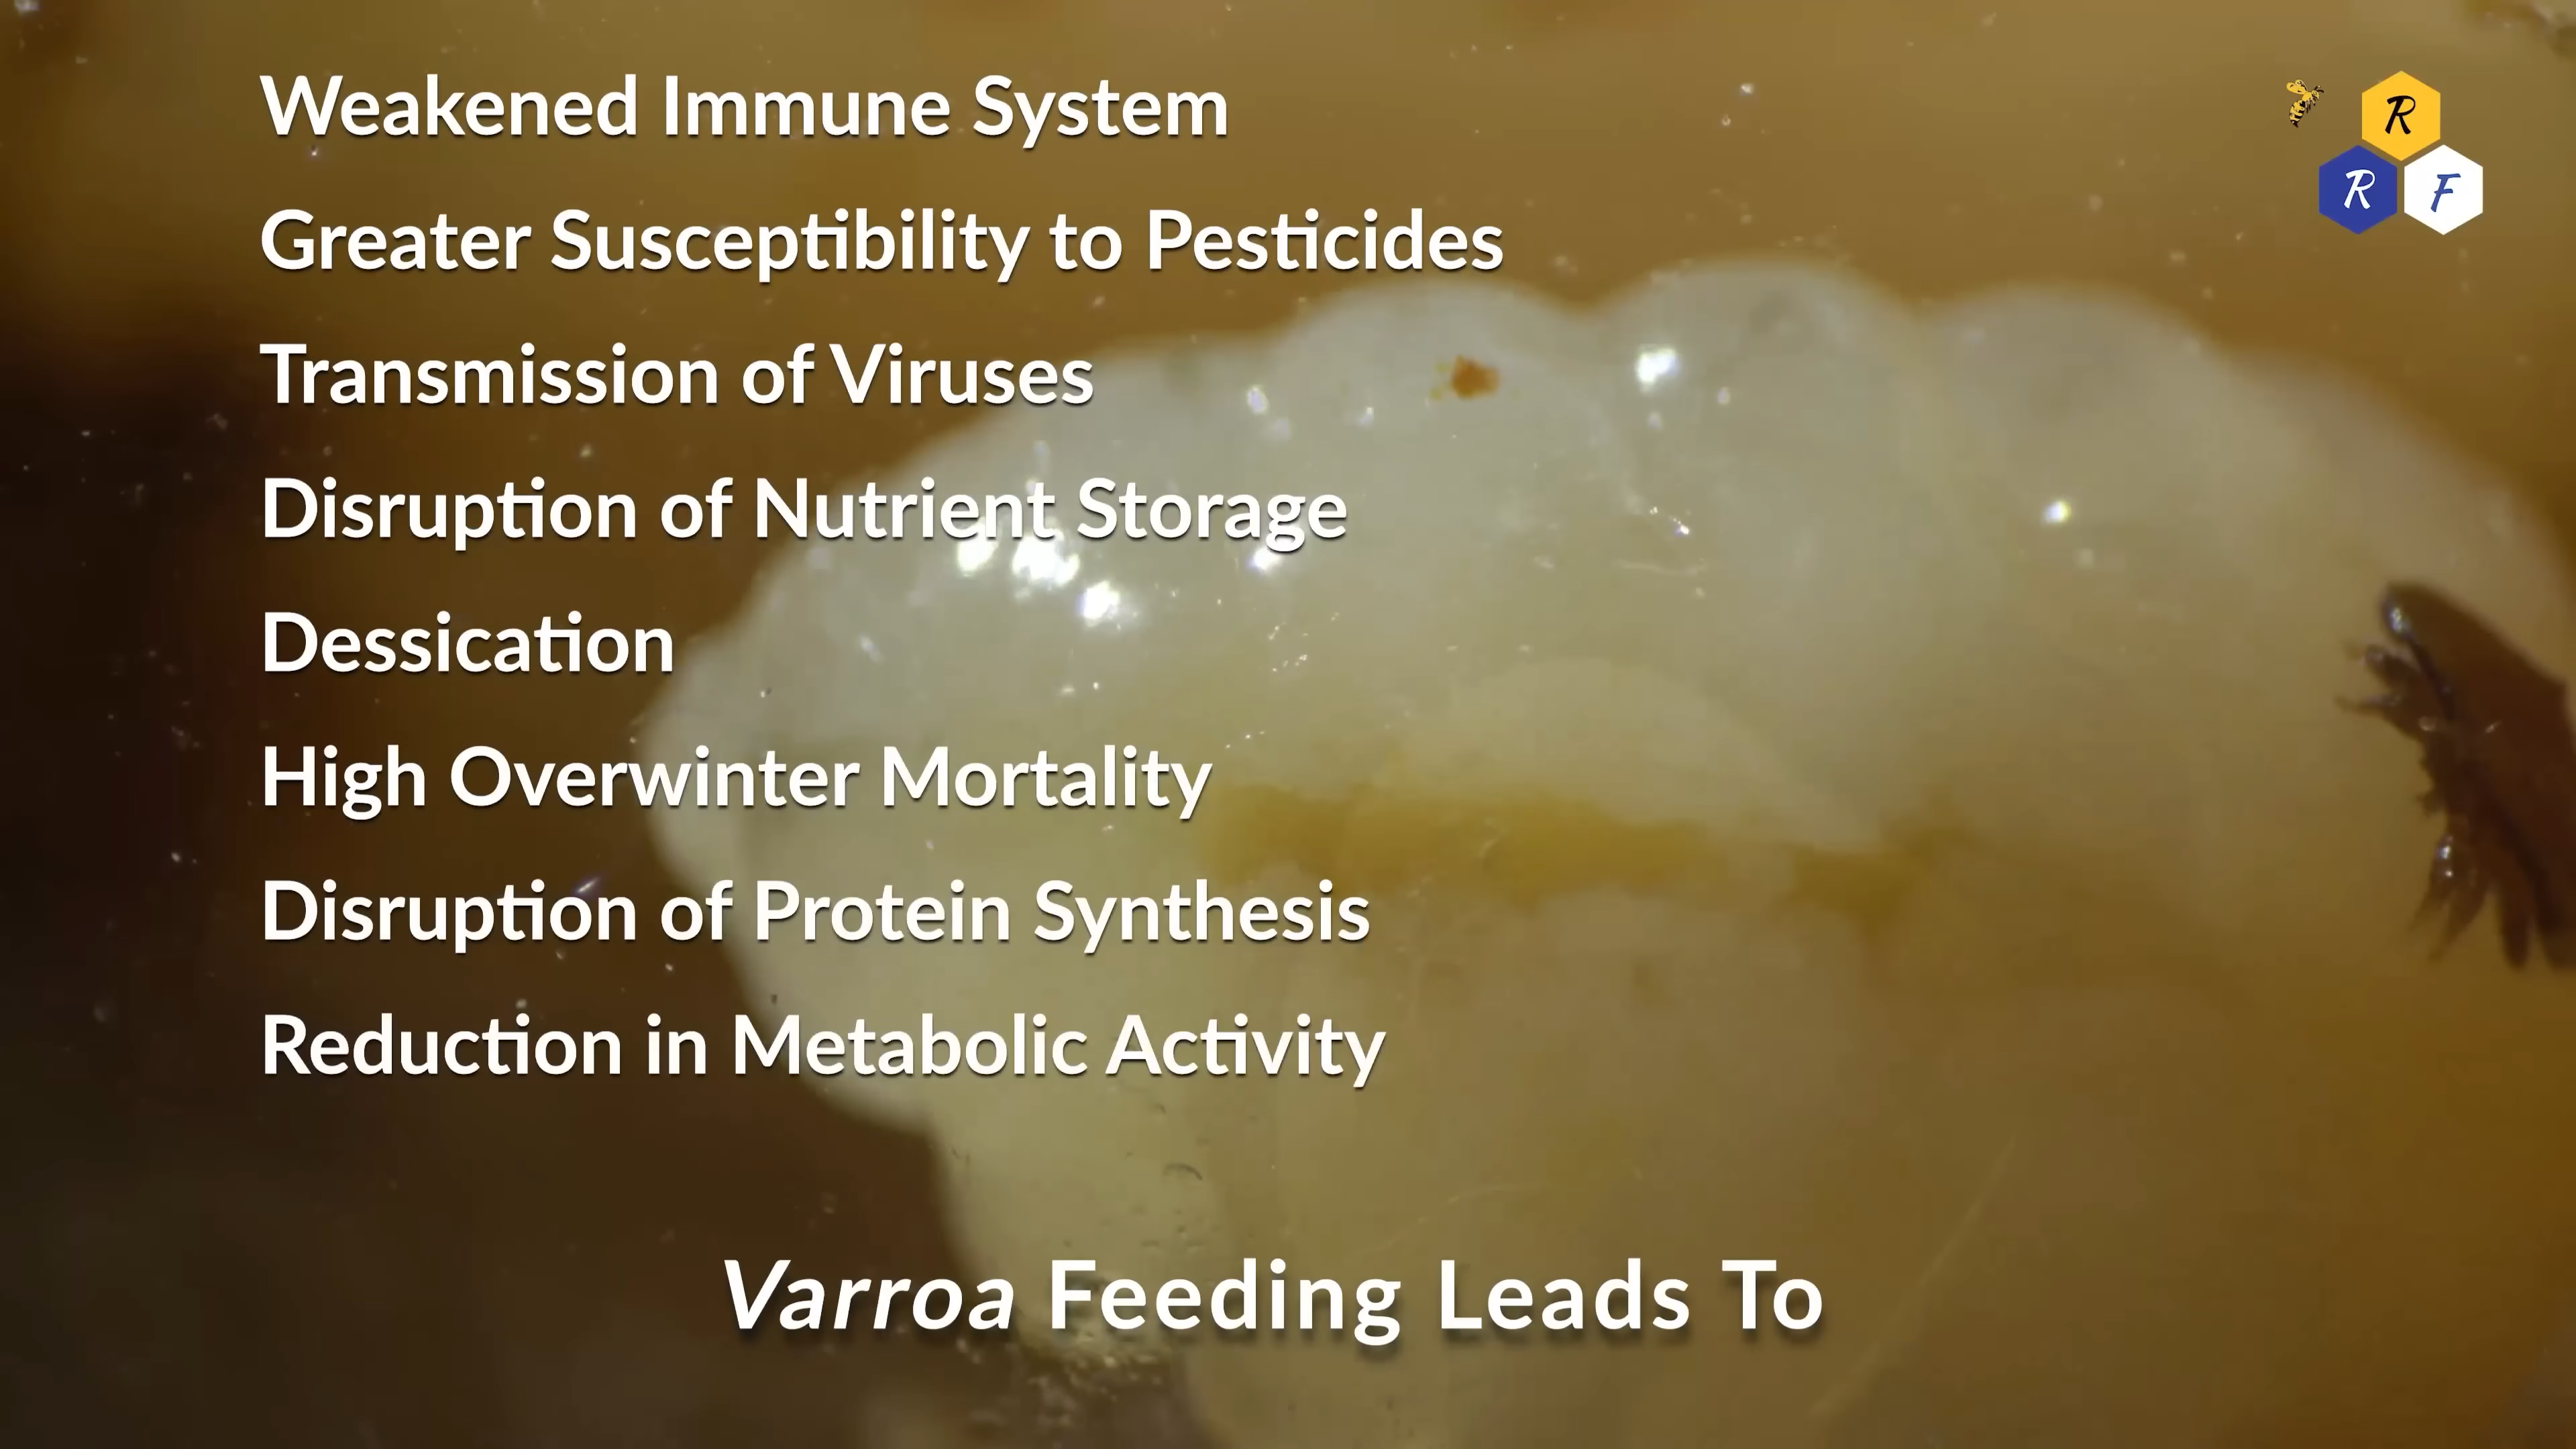 Weakened Immune System
R
Greater Susceptibility to Pesticides
R F
Transmission of Viruses
Disruption of Nutrient Storage
Dessication
High Overwinter Mortality
Disruption of Protein Synthesis
Reduction in Metabolic Activity
Varroa Feeding Leads To